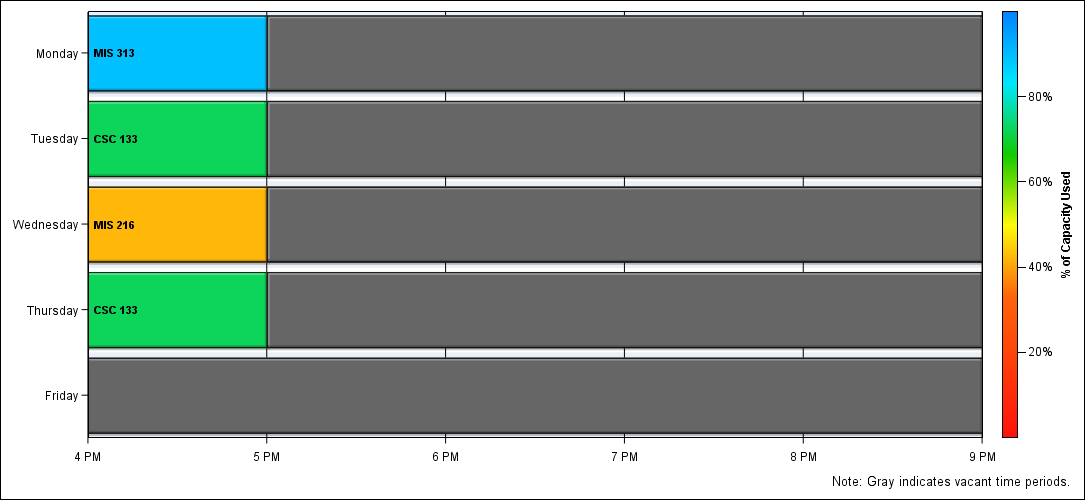 Monday
MIS 313
Tuesday
CSC 133
Wednesday
MIS 216
Thursday
CSC 133
Friday
4 PM 5 PM 6 PM 7 PM 8 PM 9 PM
80%
60%
40%
20%
% of Capacity Used
Note: Gray indicates vacant time periods.